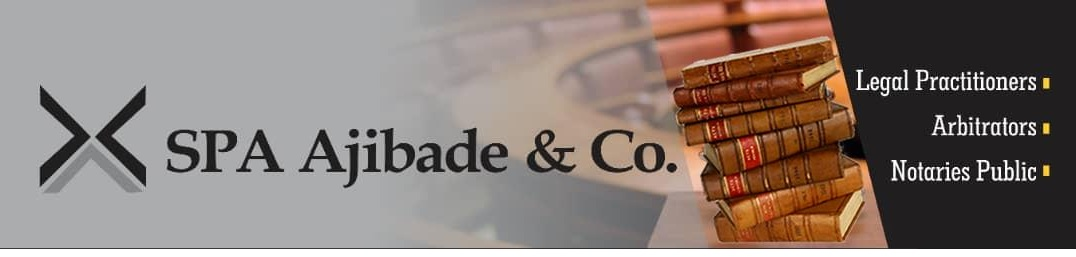 SPA Ajibade & Co.
Legal Practitioners
Arbitrators
Notaries Public